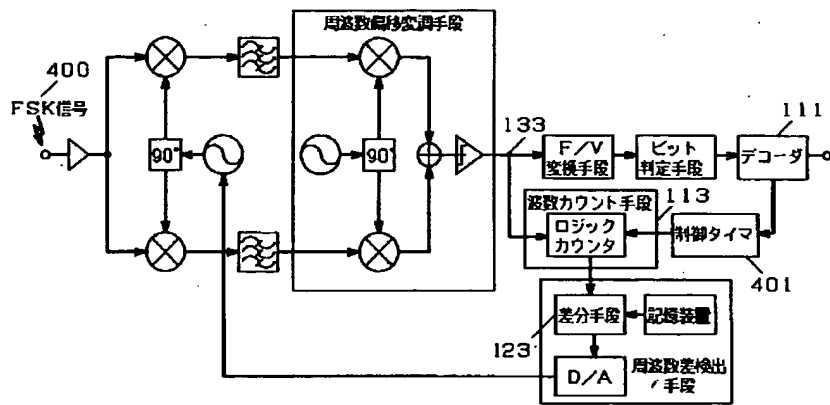 周波数偏移変調手段
400
FSK信号
90°
90°
133
F/V
変換手段
ビット
判定手段
111
デコーダ
波数カウント手段
113
ロジック
カウンタ
制御タイマ
401
差分手段
記憶装置
123
D/A
周波数差検出
手段